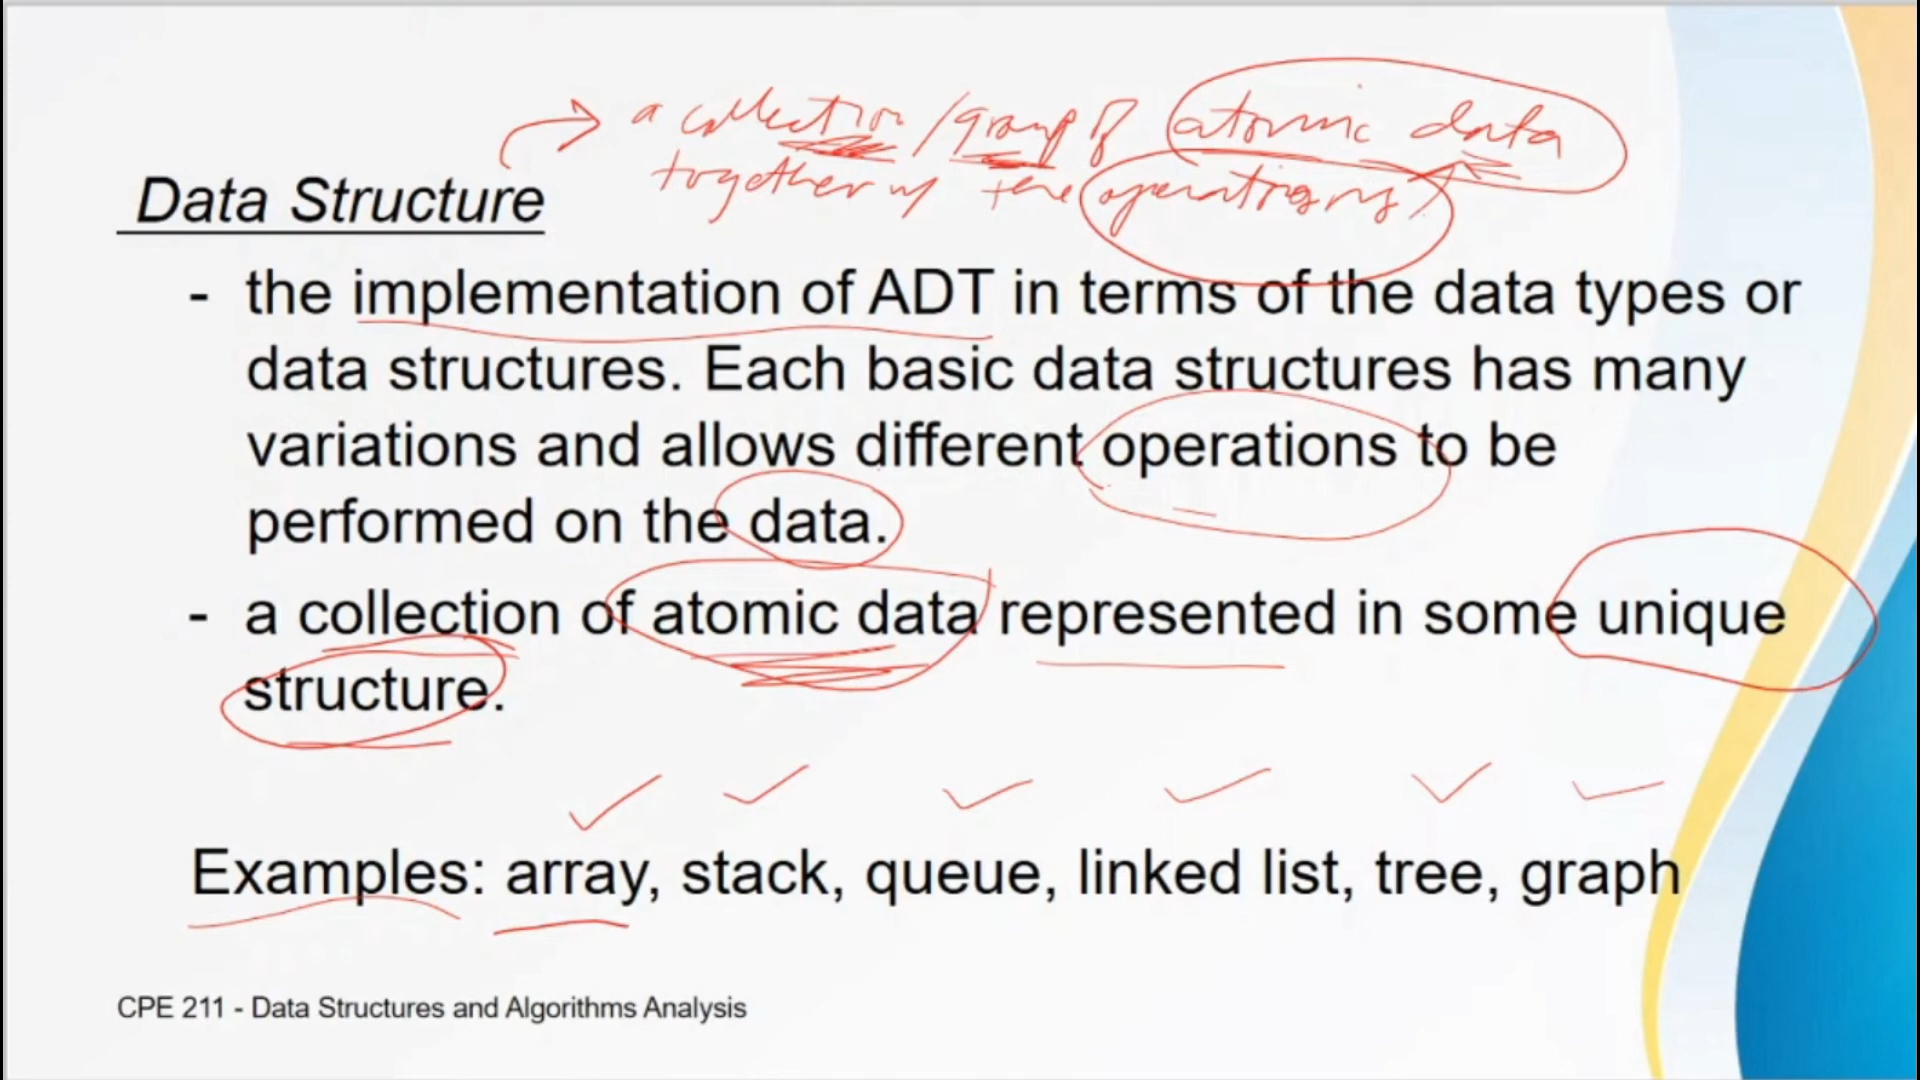 a collection / group of atomic data
together w/ the operations
Data Structure
- the implementation of ADT in terms of the data types or
data structures. Each basic data structures has many
variations and allows different operations to be
performed on the data.
- a collection of atomic data represented in some unique
structure.
Examples: array, stack, queue, linked list, tree, graph
CPE 211 - Data Structures and Algorithms Analysis